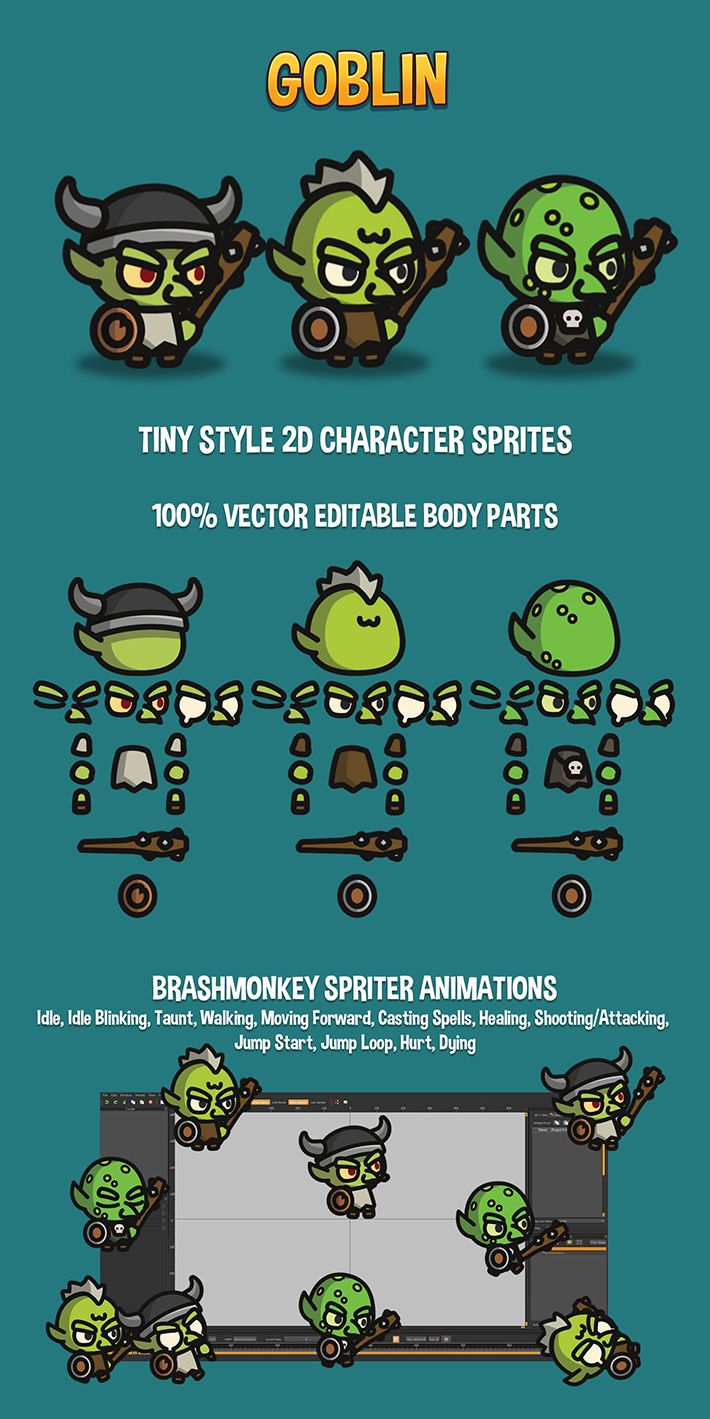 GOBLIN
TINY STYLE 2D CHARACTER SPRITES
100% VECTOR EDITABLE BODY PARTS
BRASHMONKEY SPRITER ANIMATIONS
Idle, Idle Blinking, Taunt, Walking, Moving Forward, Casting Spells, Healing, Shooting/Attacking,
Jump Start, Jump Loop, Hurt, Dying